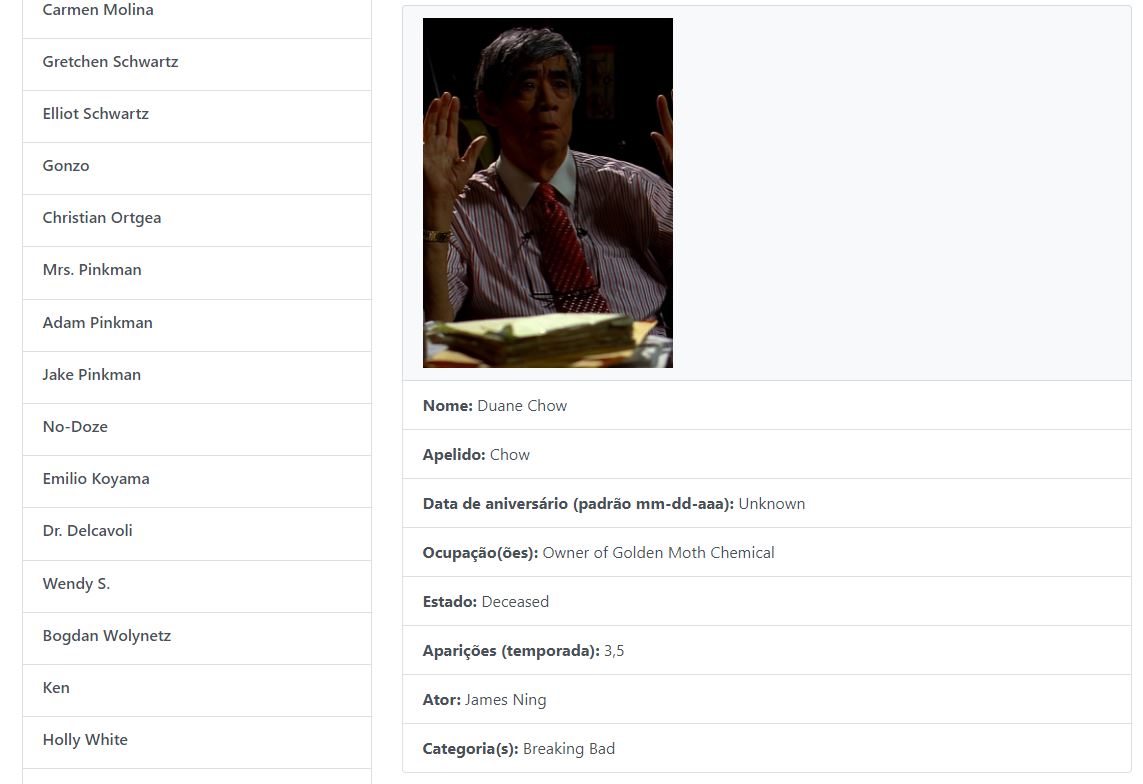 Carmen Molina
Gretchen Schwartz
Elliot Schwartz
Gonzo
Christian Ortgea
Mrs. Pinkman
Adam Pinkman
Jake Pinkman
No-Doze
Emilio Koyama
Dr. Delcavoli
Wendy S.
Bogdan Wolynetz
Ken
Holly White
Nome: Duane Chow
Apelido: Chow
Data de aniversário (padrão mm-dd-aaa): Unknown
Ocupação(ões): Owner of Golden Moth Chemical
Estado: Deceased
Aparições (temporada): 3,5
Ator: James Ning
Categoria(s): Breaking Bad